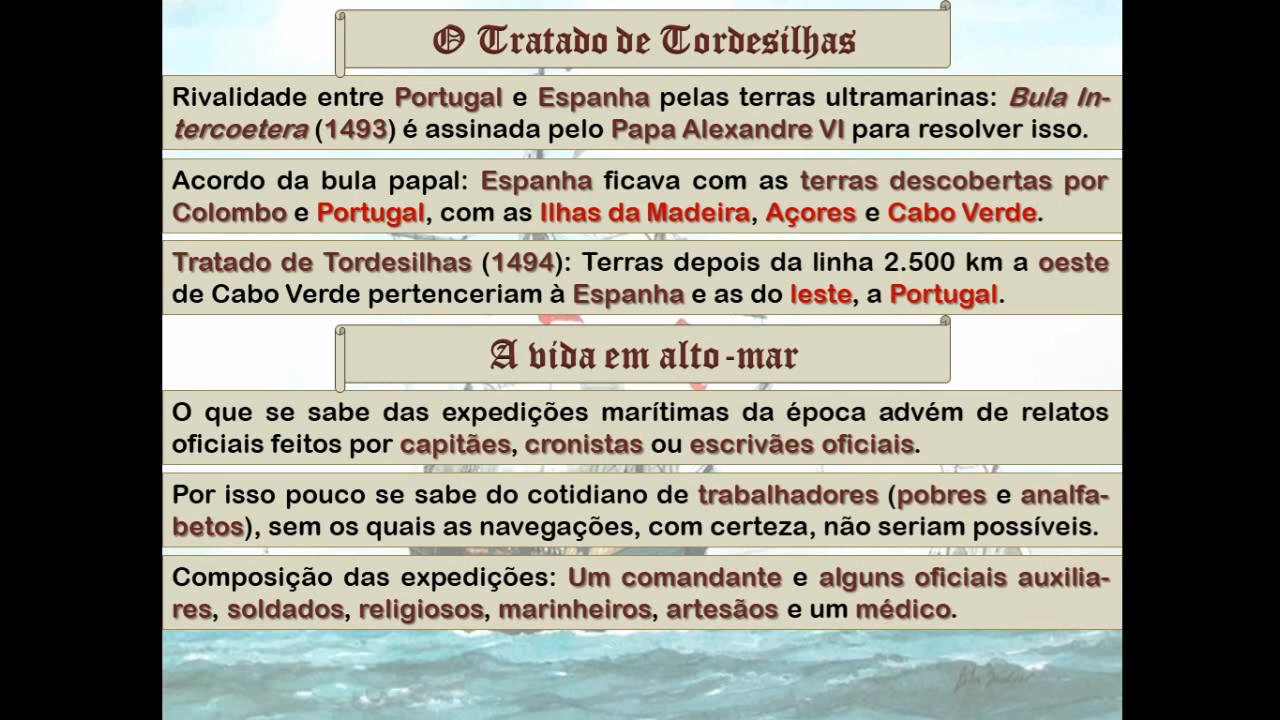 O Tratado de Tordesilhas
Rivalidade entre Portugal e Espanha pelas terras ultramarinas: Bula In-
tercoetera (1493) é assinada pelo Papa Alexandre VI para resolver isso.
Acordo da bula papal: Espanha ficava com as terras descobertas por
Colombo e Portugal, com as Ilhas da Madeira, Açores e Cabo Verde.
Tratado de Tordesilhas (1494): Terras depois da linha 2.500 km a oeste
de Cabo Verde pertenceriam à Espanha e as do leste, a Portugal.
A vida em alto-mar
O que se sabe das expedições marítimas da época advém de relatos
oficiais feitos por capitães, cronistas ou escrivães oficiais.
Por isso pouco se sabe do cotidiano de trabalhadores (pobres e analfa-
betos), sem os quais as navegações, com certeza, não seriam possíveis.
Composição das expedições: Um comandante e alguns oficiais auxilia-
res, soldados, religiosos, marinheiros, artesãos e um médico.